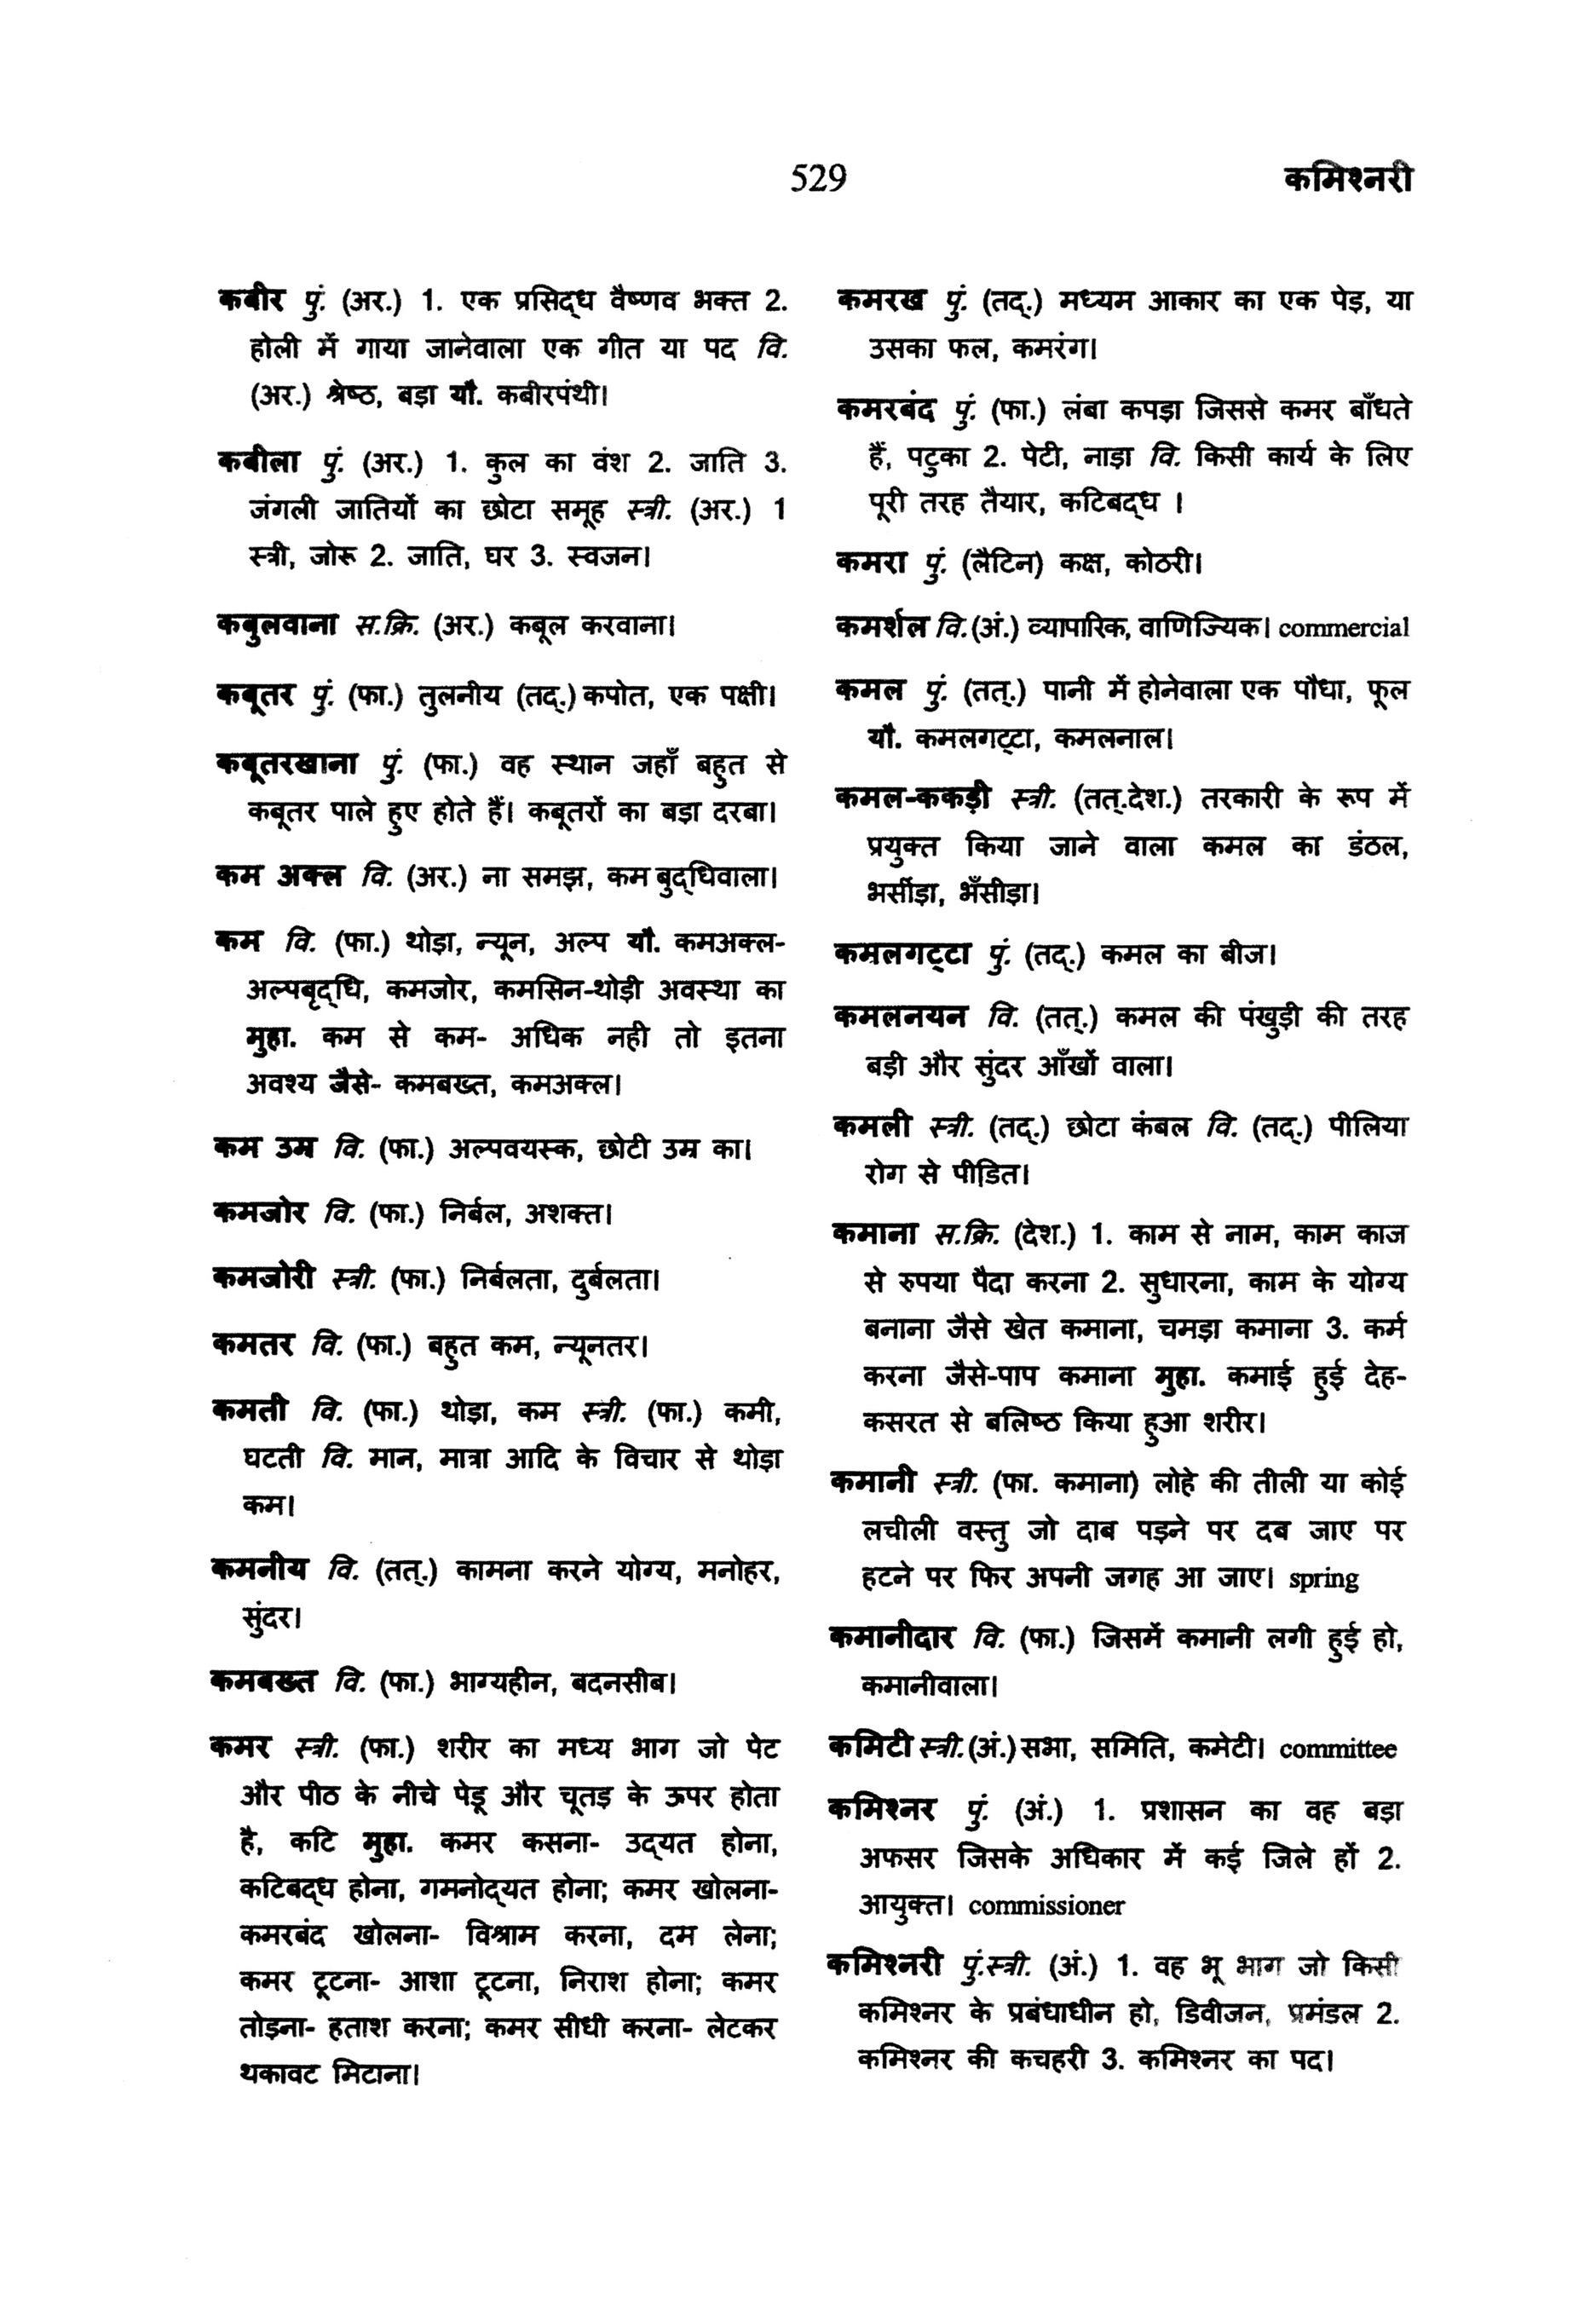 529
कमिश्नरी
कबीर पुं. (अर.) 1. एक प्रसिद्ध वैष्णव भक्त 2.
होली में गाया जानेवाला एक गीत या पद वि.
(अर.) श्रेष्ठ, बड़ा यौ. कबीरपंथी।
कबीला पुं. (अर.) 1. कुल का वंश 2. जाति 3.
जंगली जातियों का छोटा समूह स्त्री. (अर.) 1
स्त्री, जोरू 2. जाति, घर 3. स्वजन।
कबुलवाना स.क्रि. (अर.) कबूल करवाना।
कबूतर पुं. (फा.) तुलनीय (तद्.) कपोत, एक पक्षी।
कबूतरखाना पुं. (फा.) वह स्थान जहाँ बहुत से
कबूतर पाले हुए होते हैं। कबूतरों का बड़ा दरबा।
कम अक्ल वि. (अर.) ना समझ, कम बुद्धिवाला।
कम वि. (फा.) थोड़ा, न्यून, अल्प यौ. कमअक्ल-
अल्पबृद्धि, कमजोर, कमसिन-थोड़ी अवस्था का
मुहा. कम से कम- अधिक नही तो इतना
अवश्य जैसे- कमबख्त, कमअक्ल।
कम उम्र वि. (फा.) अल्पवयस्क, छोटी उम्र का।
कमजोर वि. (फा.) निर्बल, अशक्त।
कमजोरी स्त्री. (फा.) निर्बलता, दुर्बलता।
कमतर वि. (फा.) बहुत कम, न्यूनतर।
कमती वि. (फा.) थोड़ा, कम स्त्री. (फा.) कमी,
घटती वि. मान, मात्रा आदि के विचार से थोड़ा
कम।
कमनीय वि. (तत्.) कामना करने योग्य, मनोहर,
सुंदर।
कमबख्त वि. (फा.) भाग्यहीन, बदनसीब।
कमर स्त्री. (फा.) शरीर का मध्य भाग जो पेट
और पीठ के नीचे पेडू और चूतड़ के ऊपर होता
है, कटि मुहा. कमर कसना- उद्यत होना,
कटिबद्ध होना, गमनोद्यत होना; कमर खोलना-
कमरबंद खोलना- विश्राम करना, दम लेना;
कमर टूटना- आशा टूटना, निराश होना; कमर
तोड़ना- हताश करना; कमर सीधी करना- लेटकर
थकावट मिटाना।
कमरख पुं. (तद्.) मध्यम आकार का एक पेड़, या
उसका फल, कमरंग।
कमरबंद पुं. (फा.) लंबा कपड़ा जिससे कमर बाँधते
हैं, पटुका 2. पेटी, नाड़ा वि. किसी कार्य के लिए
पूरी तरह तैयार, कटिबद्ध ।
कमरा पुं. (लैटिन) कक्ष, कोठरी।
कमर्शल वि. (अं.) व्यापारिक, वाणिज्यिक। commercial
कमल पुं. (तत्.) पानी में होनेवाला एक पौधा, फूल
यौ. कमलगट्टा, कमलनाल।
कमल-ककड़ी स्त्री. (तत्.देश.) तरकारी के रूप में
प्रयुक्त किया जाने वाला कमल का डंठल,
भसींड़ा, भँसीड़ा।
कमलगट्टा पुं. (तद्.) कमल का बीज।
कमलनयन वि. (तत्.) कमल की पंखुड़ी की तरह
बड़ी और सुंदर आँखों वाला।
कमली स्त्री. (तद्.) छोटा कंबल वि. (तद्.) पीलिया
रोग से पीडि़त।
कमाना स.क्रि. (देश.) 1. काम से नाम, काम काज
से रुपया पैदा करना 2. सुधारना, काम के योग्य
बनाना जैसे खेत कमाना, चमड़ा कमाना 3. कर्म
करना जैसे-पाप कमाना मुहा. कमाई हुई देह-
कसरत से बलिष्ठ किया हुआ शरीर।
कमानी स्त्री. (फा. कमाना) लोहे की तीली या कोई
लचीली वस्तु जो दाब पड़ने पर दब जाए पर
हटने पर फिर अपनी जगह आ जाए। spring
कमानीदार वि. (फा.) जिसमें कमानी लगी हुई हो,
कमानीवाला।
कमिटी स्त्री. (अं.) सभा, समिति, कमेटी। committee
कमिश्नर पुं. (अं.) 1. प्रशासन का वह बड़ा
अफसर जिसके अधिकार में कई जिले हों 2.
आयुक्त। commissioner
कमिश्नरी पुं.स्त्री. (अं.) 1. वह भू भाग जो किसी
कमिश्नर के प्रबंधाधीन हो, डिवीजन, प्रमंडल 2.
कमिश्नर की कचहरी 3. कमिश्नर का पद।